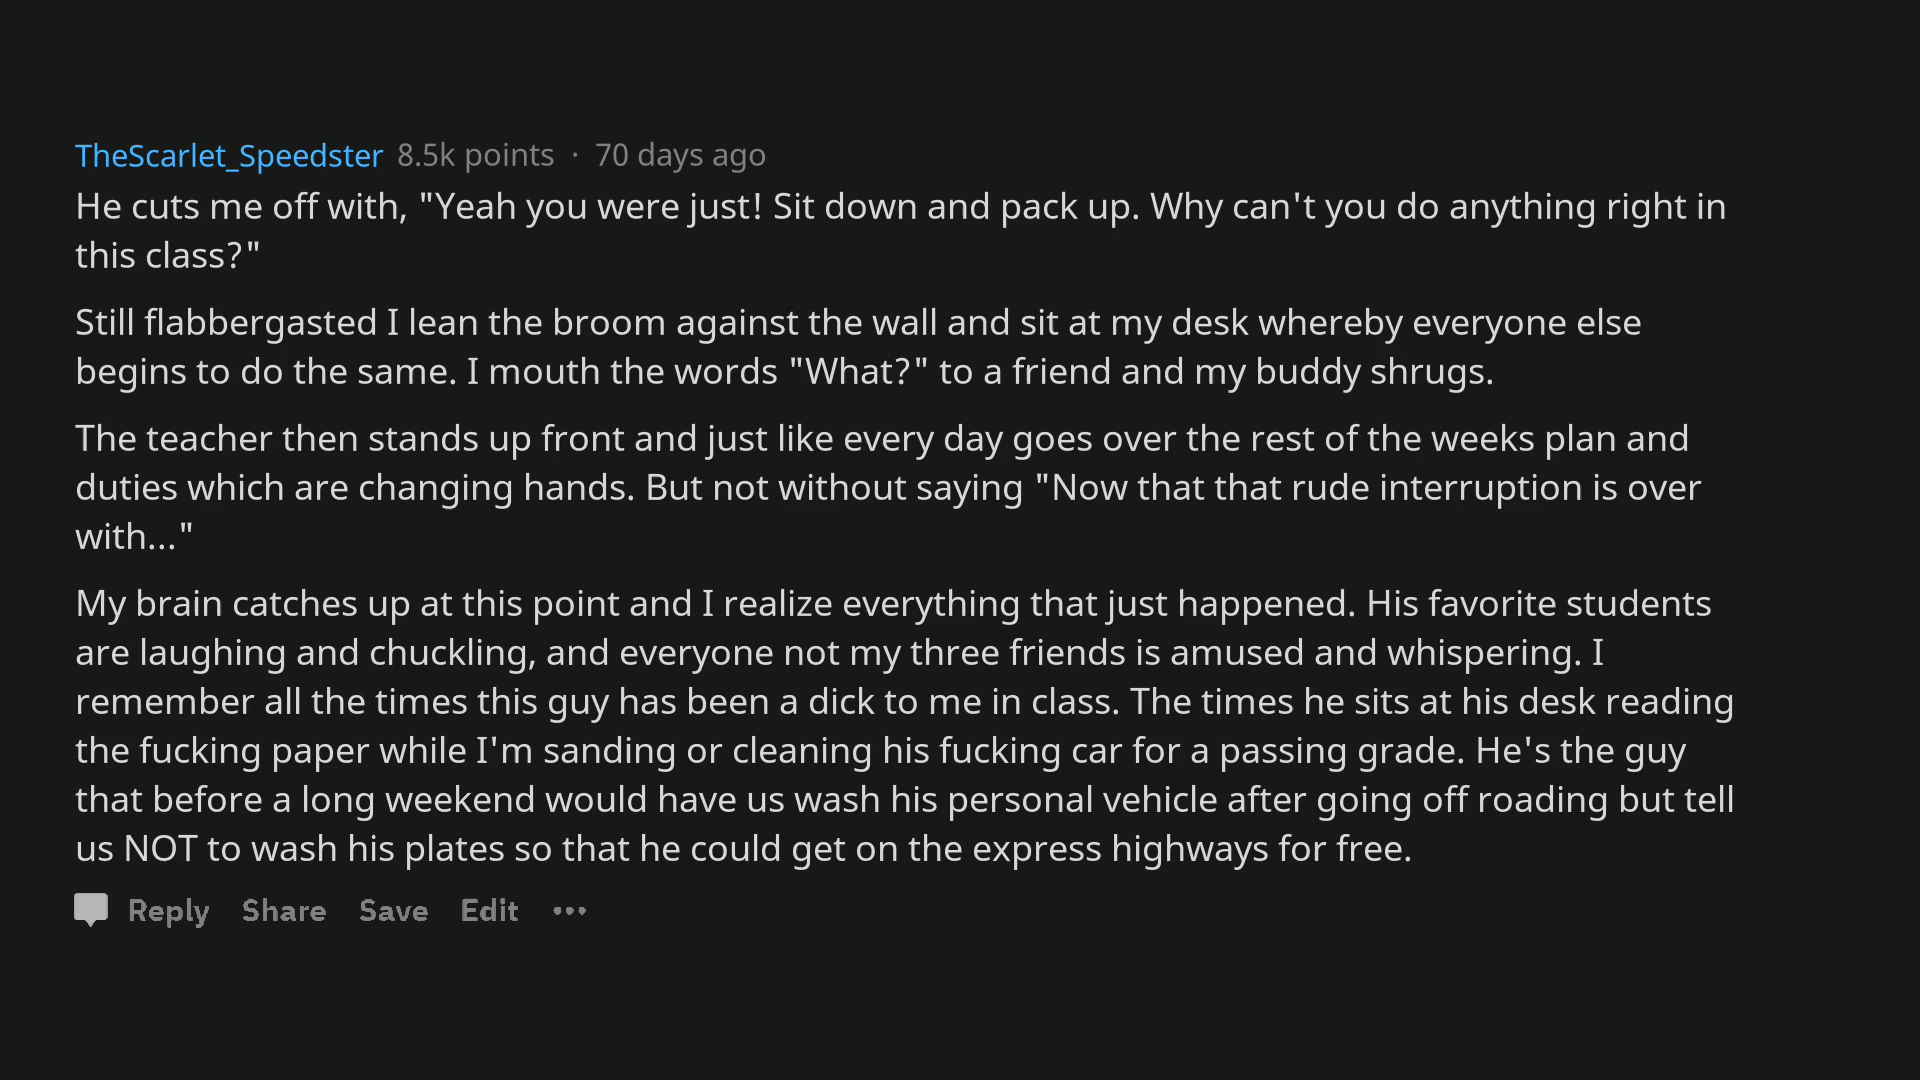 TheScarlet_Speedster 8.5k points · 70 days ago
He cuts me off with, "Yeah you were just! Sit down and pack up. Why can't you do anything right in
this class?"
Still flabbergasted I lean the broom against the wall and sit at my desk whereby everyone else
begins to do the same. I mouth the words "What?" to a friend and my buddy shrugs.
The teacher then stands up front and just like every day goes over the rest of the weeks plan and
duties which are changing hands. But not without saying "Now that that rude interruption is over
with..."
My brain catches up at this point and I realize everything that just happened. His favorite students
are laughing and chuckling, and everyone not my three friends is amused and whispering. I
remember all the times this guy has been a dick to me in class. The times he sits at his desk reading
the fucking paper while I'm sanding or cleaning his fucking car for a passing grade. He's the guy
that before a long weekend would have us wash his personal vehicle after going off roading but tell
us NOT to wash his plates so that he could get on the express highways for free.
Reply Share Save Edit •••